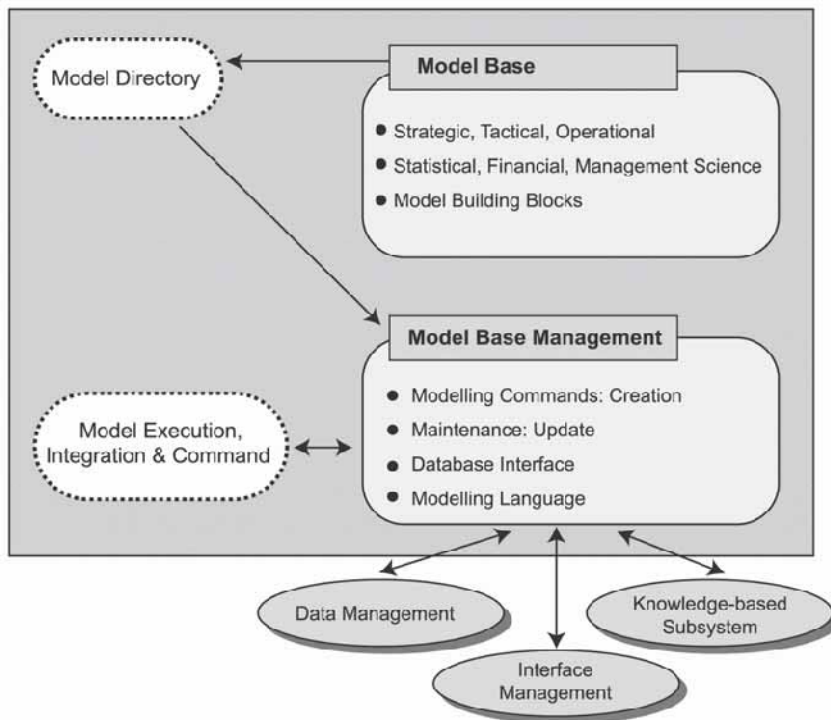 Model Directory
Model Base
• Strategic, Tactical, Operational
• Statistical, Financial, Management Science
• Model Building Blocks
Model Base Management
• Modelling Commands: Creation
• Maintenance: Update
• Database Interface
• Modelling Language
Model Execution,
Integration & Command
Data Management
Knowledge-based
Subsystem
Interface
Management